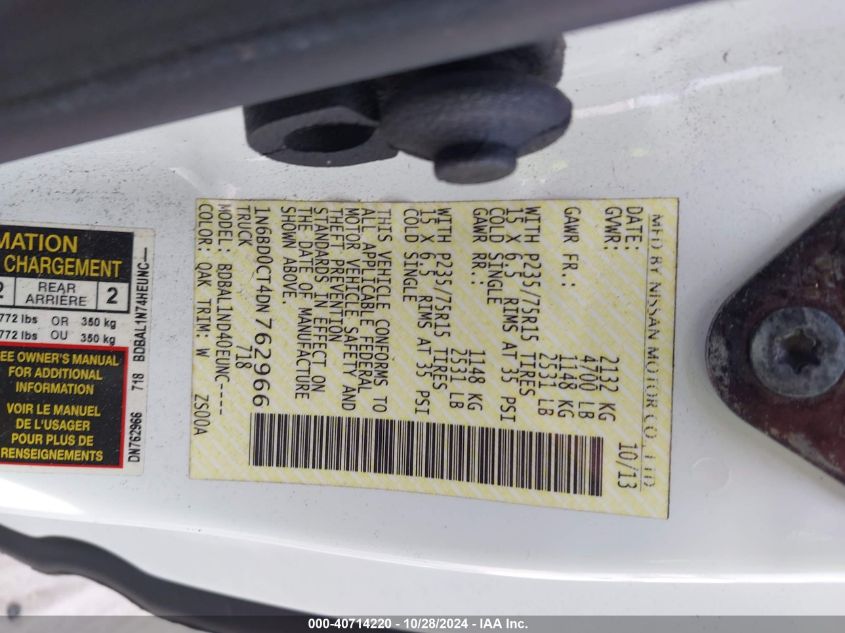 MFD BY NISSAN MOTOR CO., LTD
DATE: 10/13
GVWR: 2132 KG
4700 LB
GAWR FR.: 1148 KG
2531 LB
WITH P235/75R15 TIRES
15 X 6.5 RIMS AT 35 PSI
COLD SINGLE
GAWR RR.: 1148 KG
2531 LB
WITH P235/75R15 TIRES
15 X 6.5 RIMS AT 35 PSI
COLD SINGLE
THIS VEHICLE CONFORMS TO
ALL APPLICABLE FEDERAL
MOTOR VEHICLE SAFETY AND
THEFT PREVENTION
STANDARDS IN EFFECT ON
THE DATE OF MANUFACTURE
SHOWN ABOVE.
1N6BD0CT4DN762966
TRUCK 718
MODEL: BDBAL1ND40EUNC----
COLOR: QAK TRIM: W ZS00A
MATION
CHARGEMENT
2 REAR ARRIÈRE 2
772 lbs OR 350 kg
772 lbs OU 350 kg
EE OWNER'S MANUAL
FOR ADDITIONAL
INFORMATION
VOIR LE MANUEL
DE L'USAGER
POUR PLUS DE
RENSEIGNEMENTS
DN762966 718 BDBAL1N74HEUNC----
000-40714220 - 10/28/2024 - IAA Inc.